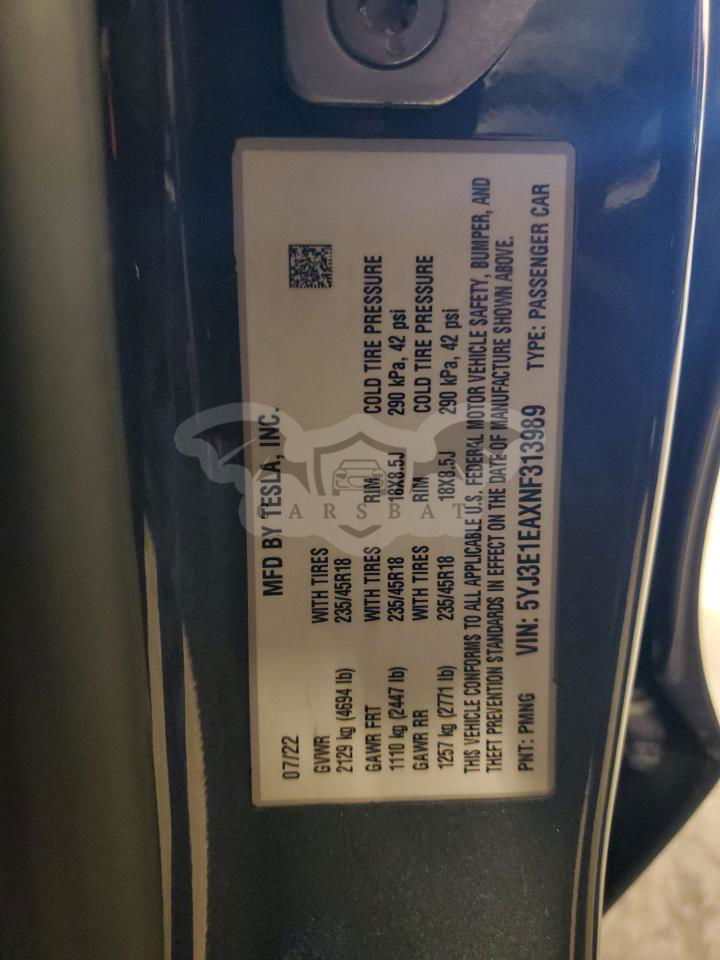 07/22 MFD BY TESLA, INC.
GVWR WITH TIRES
2129 kg (4694 lb) 235/45R18
GAWR FRT WITH TIRES RIM COLD TIRE PRESSURE
1110 kg (2447 lb) 235/45R18 18X8.5J 290 kPa, 42 psi
GAWR RR WITH TIRES RIM COLD TIRE PRESSURE
1257 kg (2771 lb) 235/45R18 18X8.5J 290 kPa, 42 psi
THIS VEHICLE CONFORMS TO ALL APPLICABLE U.S. FEDERAL MOTOR VEHICLE SAFETY, BUMPER, AND
THEFT PREVENTION STANDARDS IN EFFECT ON THE DATE OF MANUFACTURE SHOWN ABOVE.
PNT: PMNG VIN: 5YJ3E1EAXNF313989 TYPE: PASSENGER CAR
CARSBAT